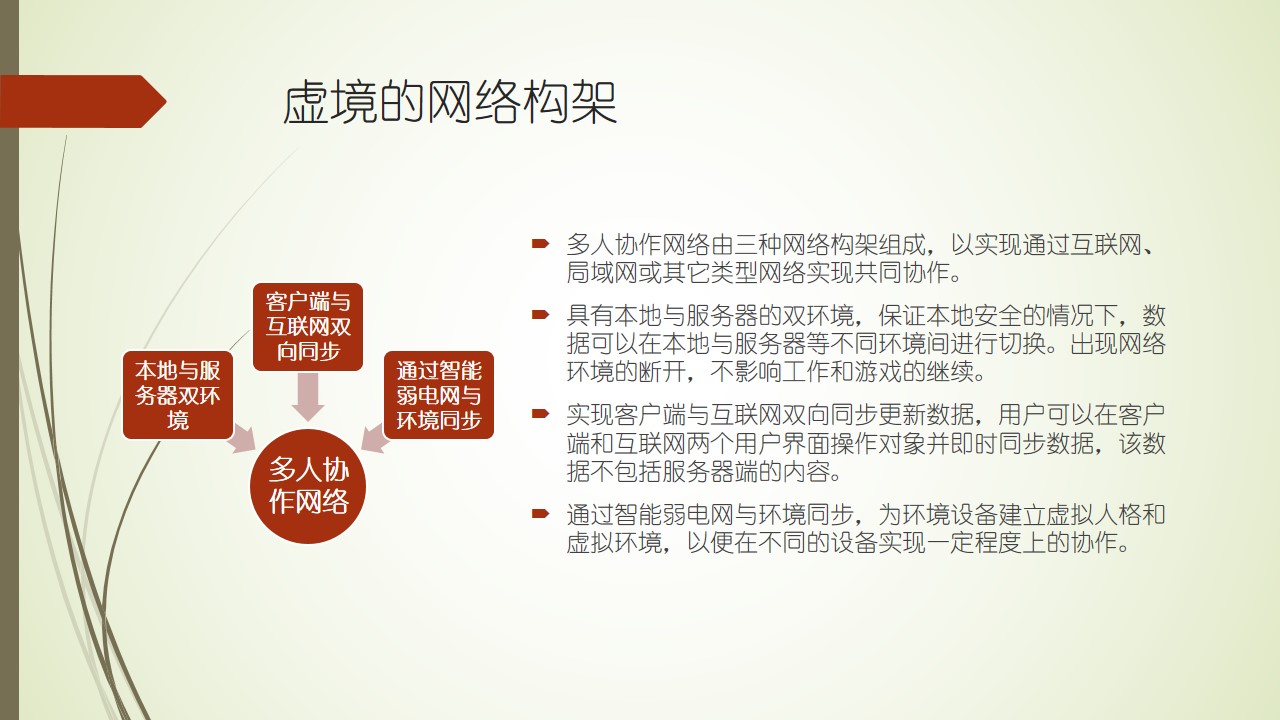 虚境的网络构架
客户端与
互联网双
向同步
本地与服
务器双环
境
通过智能
弱电网与
环境同步
多人协
作网络
多人协作网络由三种网络构架组成，以实现通过互联网、
局域网或其它类型网络实现共同协作。
具有本地与服务器的双环境，保证本地安全的情况下，数
据可以在本地与服务器等不同环境间进行切换。出现网络
环境的断开，不影响工作和游戏的继续。
实现客户端与互联网双向同步更新数据，用户可以在客户
端和互联网两个用户界面操作对象并即时同步数据，该数
据不包括服务器端的内容。
通过智能弱电网与环境同步，为环境设备建立虚拟人格和
虚拟环境，以便在不同的设备实现一定程度上的协作。